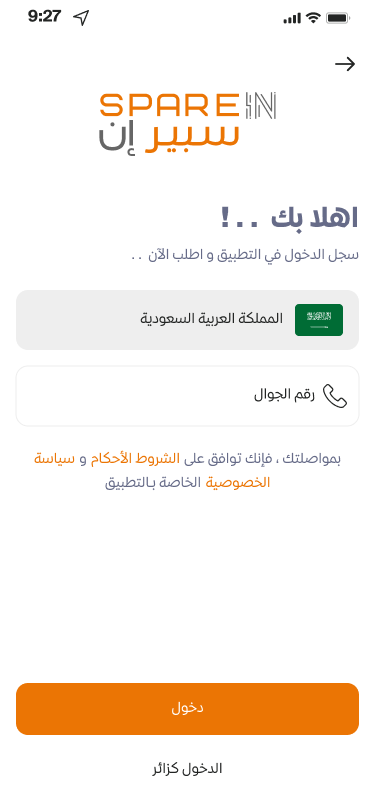 9:27
SPARE IN
سبير إن
اهلا بك . . !
سجل الدخول في التطبيق و اطلب الآن . .
المملكة العربية السعودية
رقم الجوال
بمواصلتك ، فإنك توافق على الشروط الأحكام و سياسة
الخصوصية الخاصة بـالتطبيق
دخول
الدخول كزائر